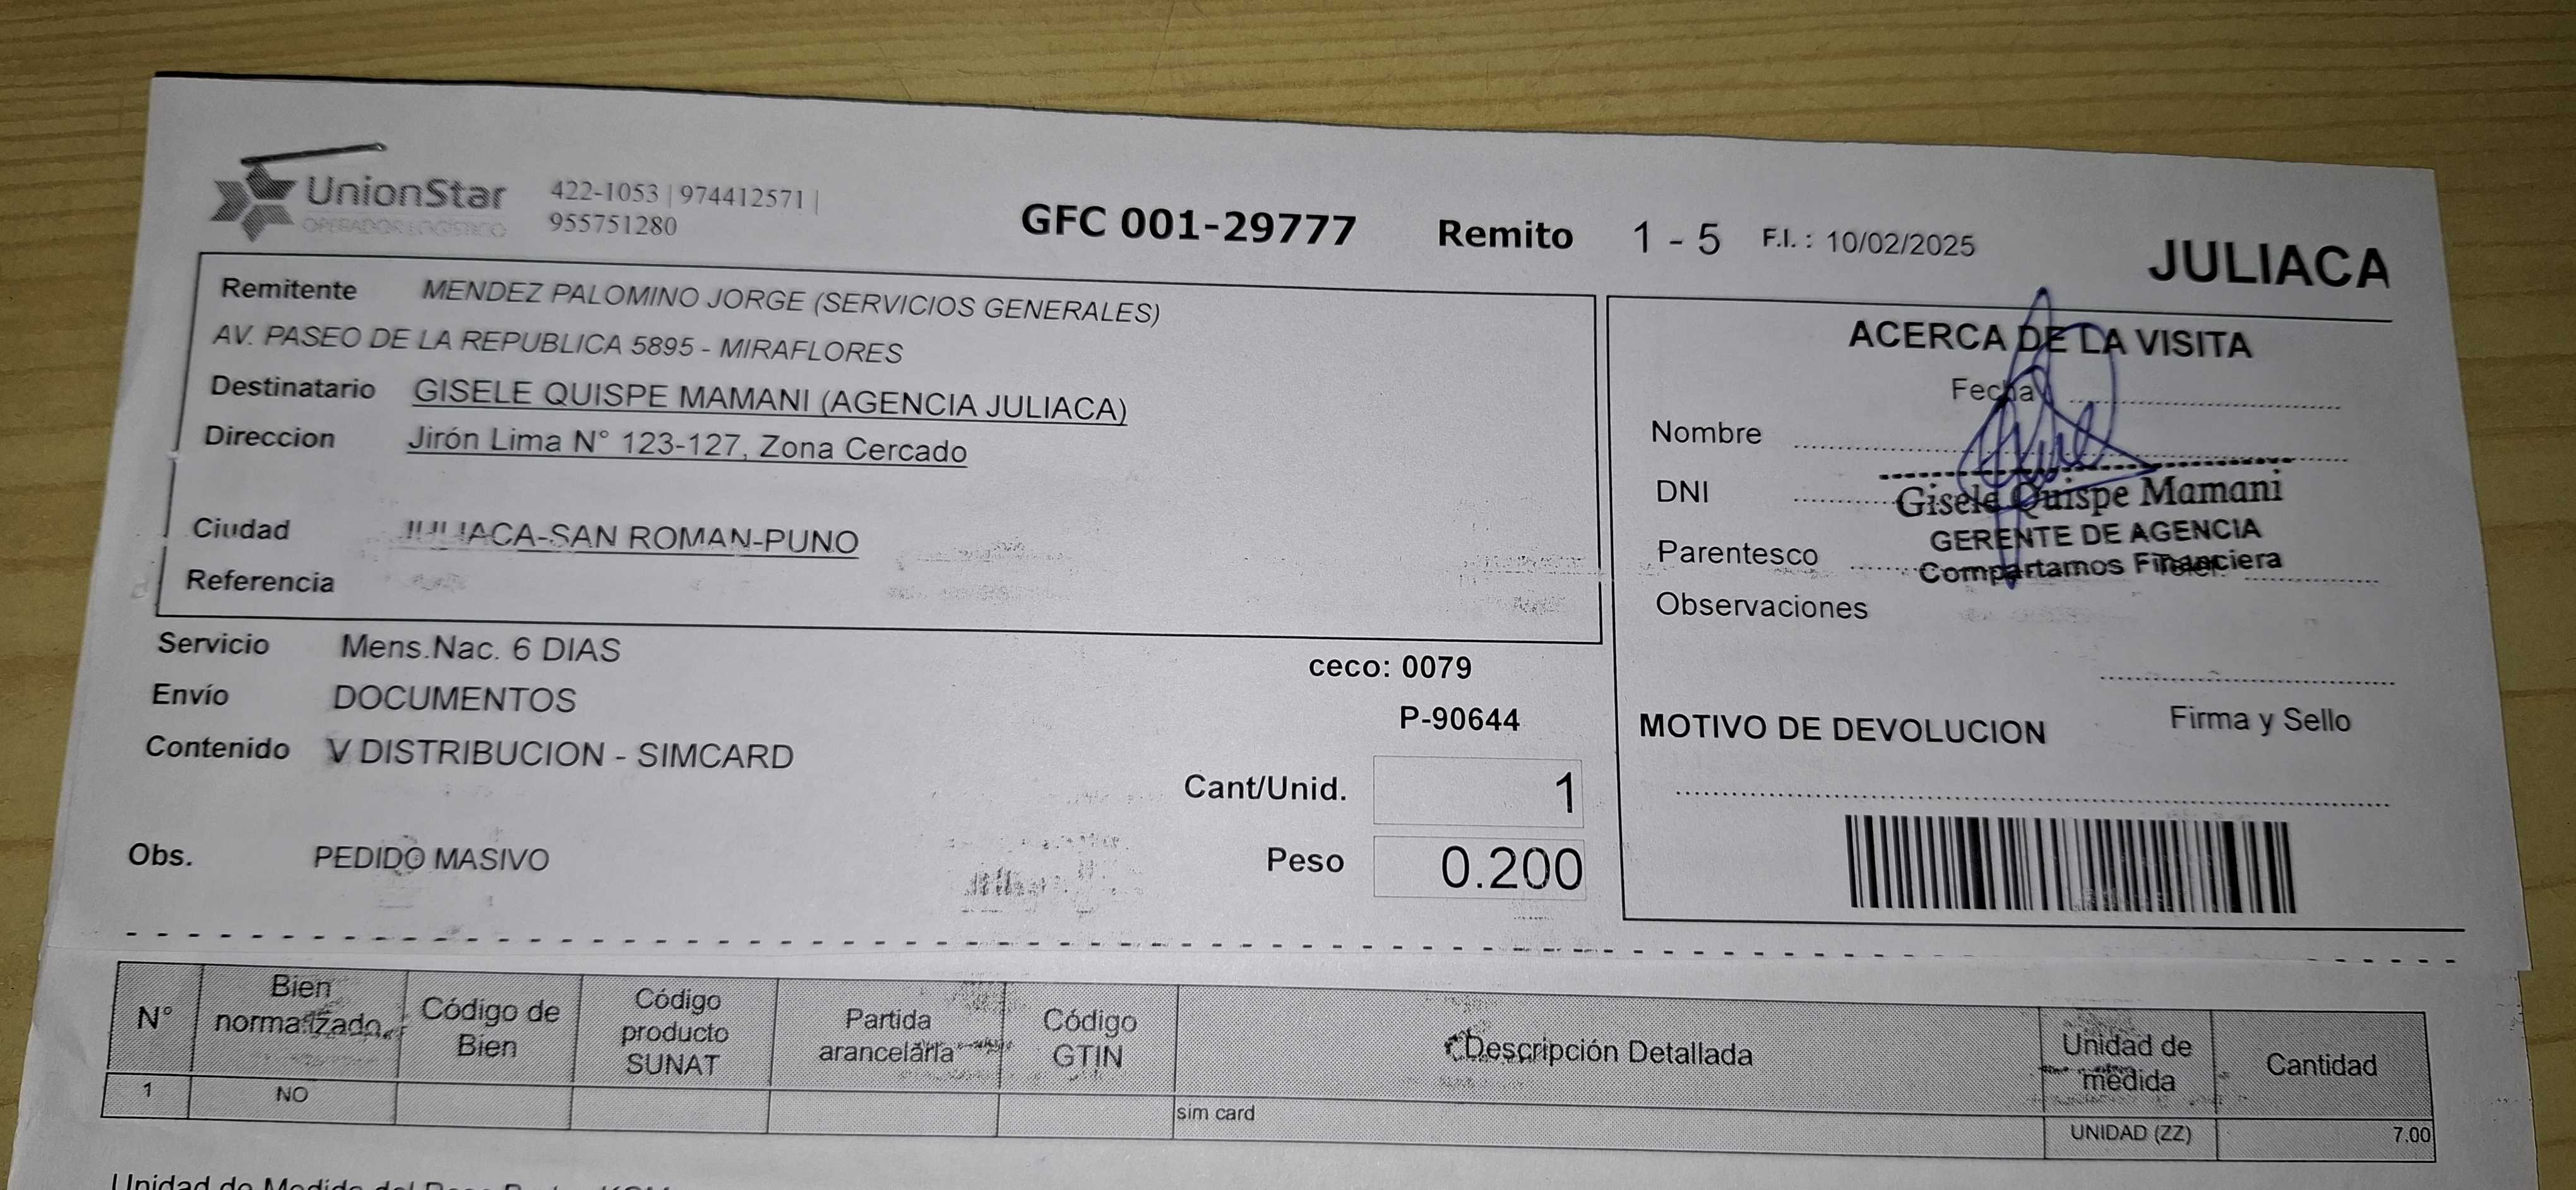 UnionStar
OPERADOR LOGÍSTICO
422-1053 | 974412571 |
955751280
GFC 001-29777 Remito 1 - 5 F.I. : 10/02/2025
JULIACA
Remitente MENDEZ PALOMINO JORGE (SERVICIOS GENERALES)
AV. PASEO DE LA REPUBLICA 5895 - MIRAFLORES
Destinatario GISELE QUISPE MAMANI (AGENCIA JULIACA)
Direccion Jirón Lima N° 123-127, Zona Cercado
Ciudad JULIACA-SAN ROMAN-PUNO
Referencia
Servicio Mens.Nac. 6 DIAS
Envío DOCUMENTOS
Contenido V DISTRIBUCION - SIMCARD
ceco: 0079
P-90644
Cant/Unid. 1
Peso 0.200
Obs. PEDIDO MASIVO
ACERCA DE LA VISITA
Fecha
Nombre
DNI
Gisele Quispe Mamani
GERENTE DE AGENCIA
Compartamos Financiera
Parentesco
Observaciones
Firma y Sello
MOTIVO DE DEVOLUCION
N° Bien normalizado Código de Bien Código producto SUNAT Partida arancelaria Código GTIN Descripción Detallada Unidad de medida Cantidad
1 NO sim card UNIDAD (ZZ) 7.00
Unidad de Medida del Peso